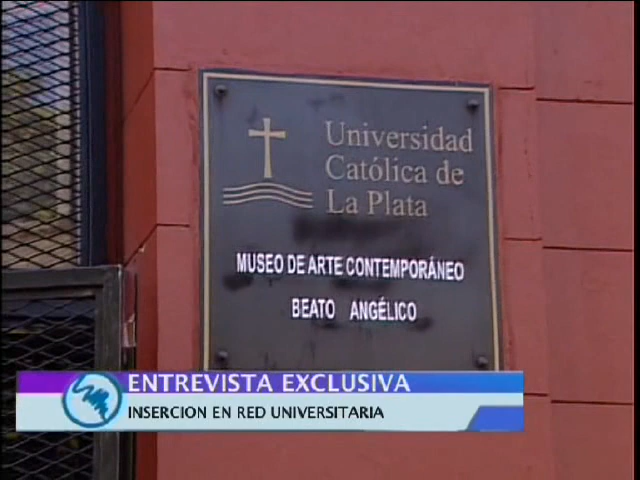 Universidad
Católica de
La Plata
MUSEO DE ARTE CONTEMPORÁNEO
BEATO ANGÉLICO
ENTREVISTA EXCLUSIVA
INSERCION EN RED UNIVERSITARIA